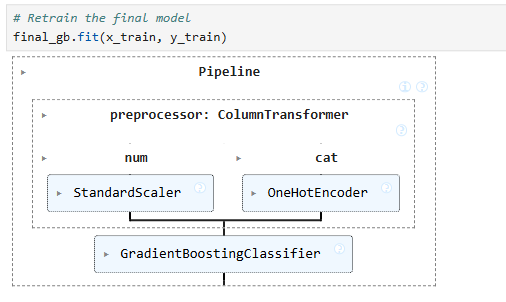 # Retrain the final model
final_gb.fit(x_train, y_train)
Pipeline
i ?
preprocessor: ColumnTransformer
?
num cat
StandardScaler ? OneHotEncoder ?
GradientBoostingClassifier ?